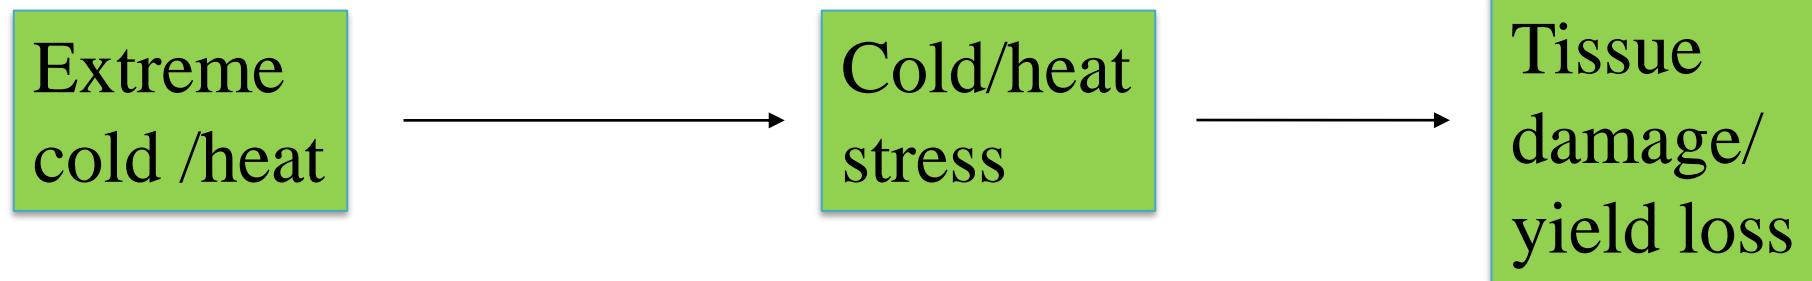 Extreme
cold /heat
Cold/heat
stress
Tissue
damage/
yield loss